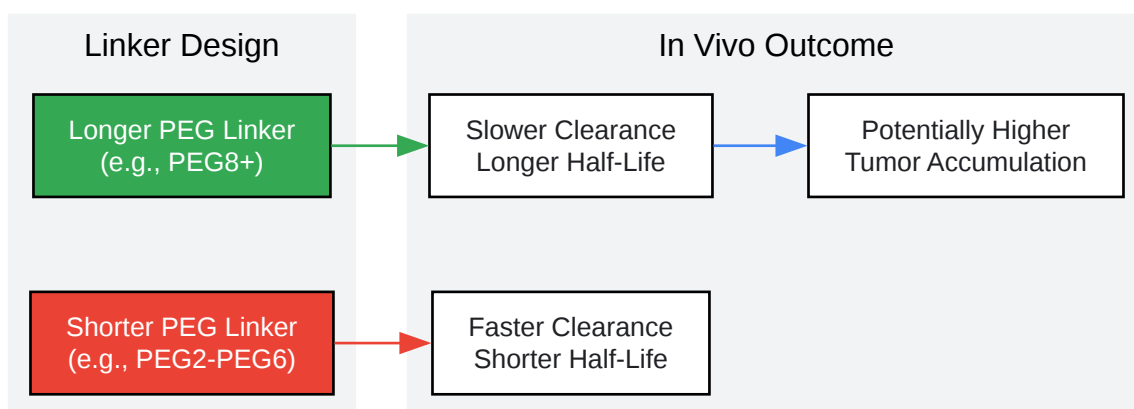 Linker Design
In Vivo Outcome
Longer PEG Linker
(e.g., PEG8+)
Slower Clearance
Longer Half-Life
Potentially Higher
Tumor Accumulation
Shorter PEG Linker
(e.g., PEG2-PEG6)
Faster Clearance
Shorter Half-Life